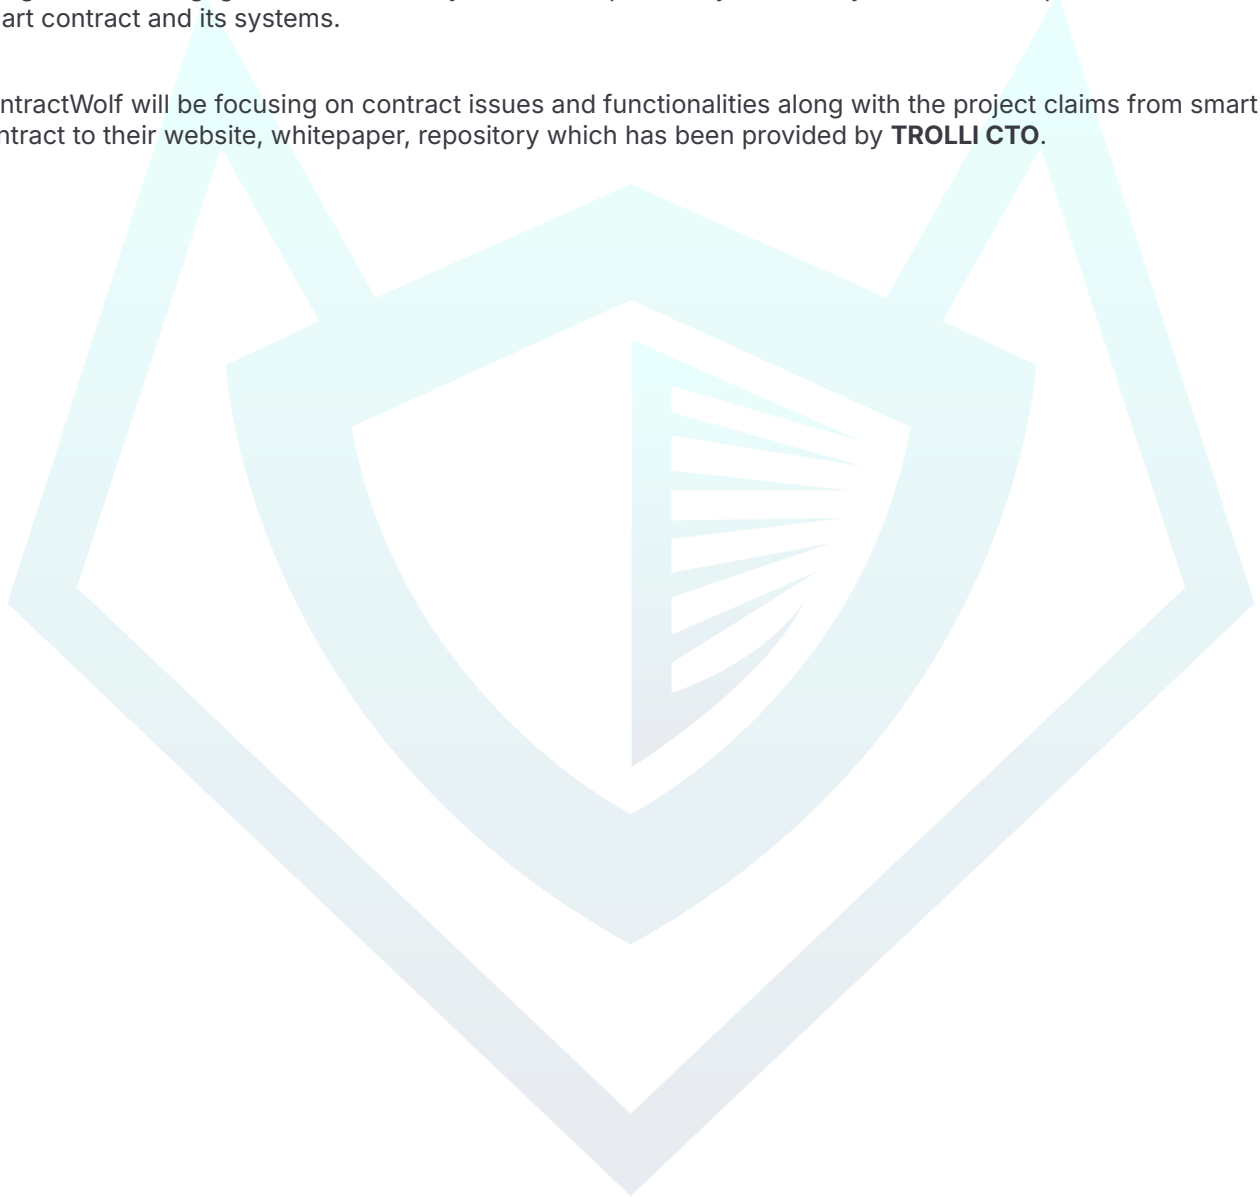 art contract and its systems.
ntractWolf will be focusing on contract issues and functionalities along with the project claims from smart
ntract to their website, whitepaper, repository which has been provided by TROLLI CTO.